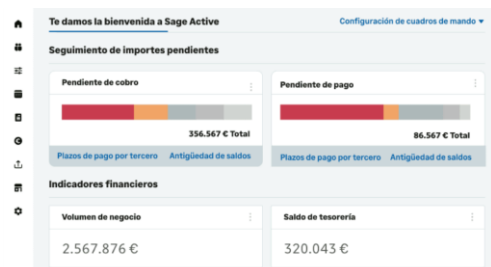 Te damos la bienvenida a Sage Active
Configuración de cuadros de mando
Seguimiento de importes pendientes
Pendiente de cobro
356.567 € Total
Plazos de pago por tercero Antigüedad de saldos
Pendiente de pago
86.567 € Total
Plazos de pago por tercero Antigüedad de saldos
Indicadores financieros
Volumen de negocio
2.567.876 €
Saldo de tesorería
320.043 €